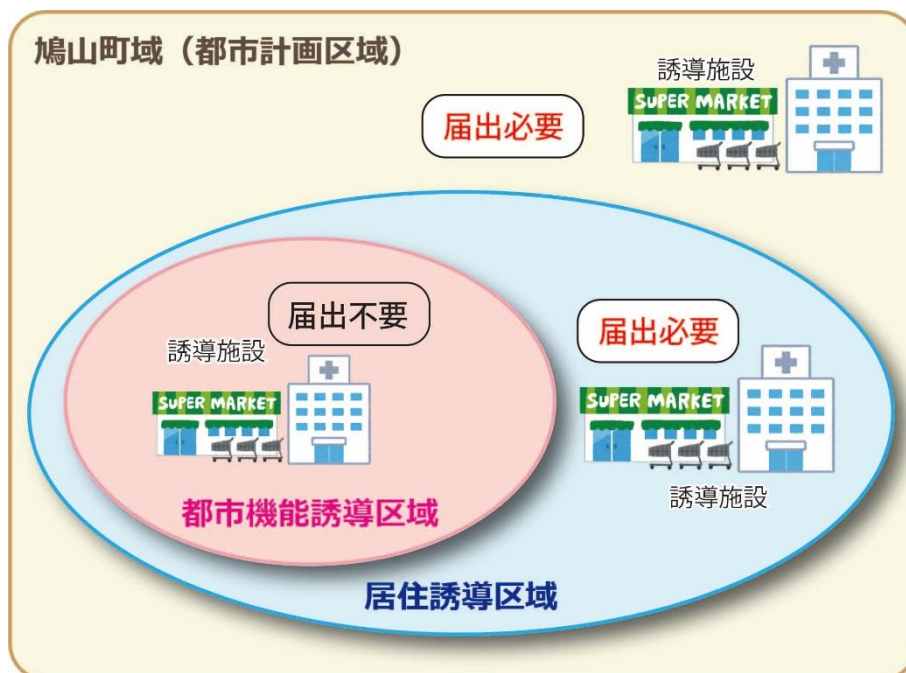 鳩山町域（都市計画区域）
誘導施設
SUPER MARKET
届出必要
届出不要
誘導施設
SUPER MARKET
都市機能誘導区域
届出必要
SUPER MARKET
誘導施設
居住誘導区域